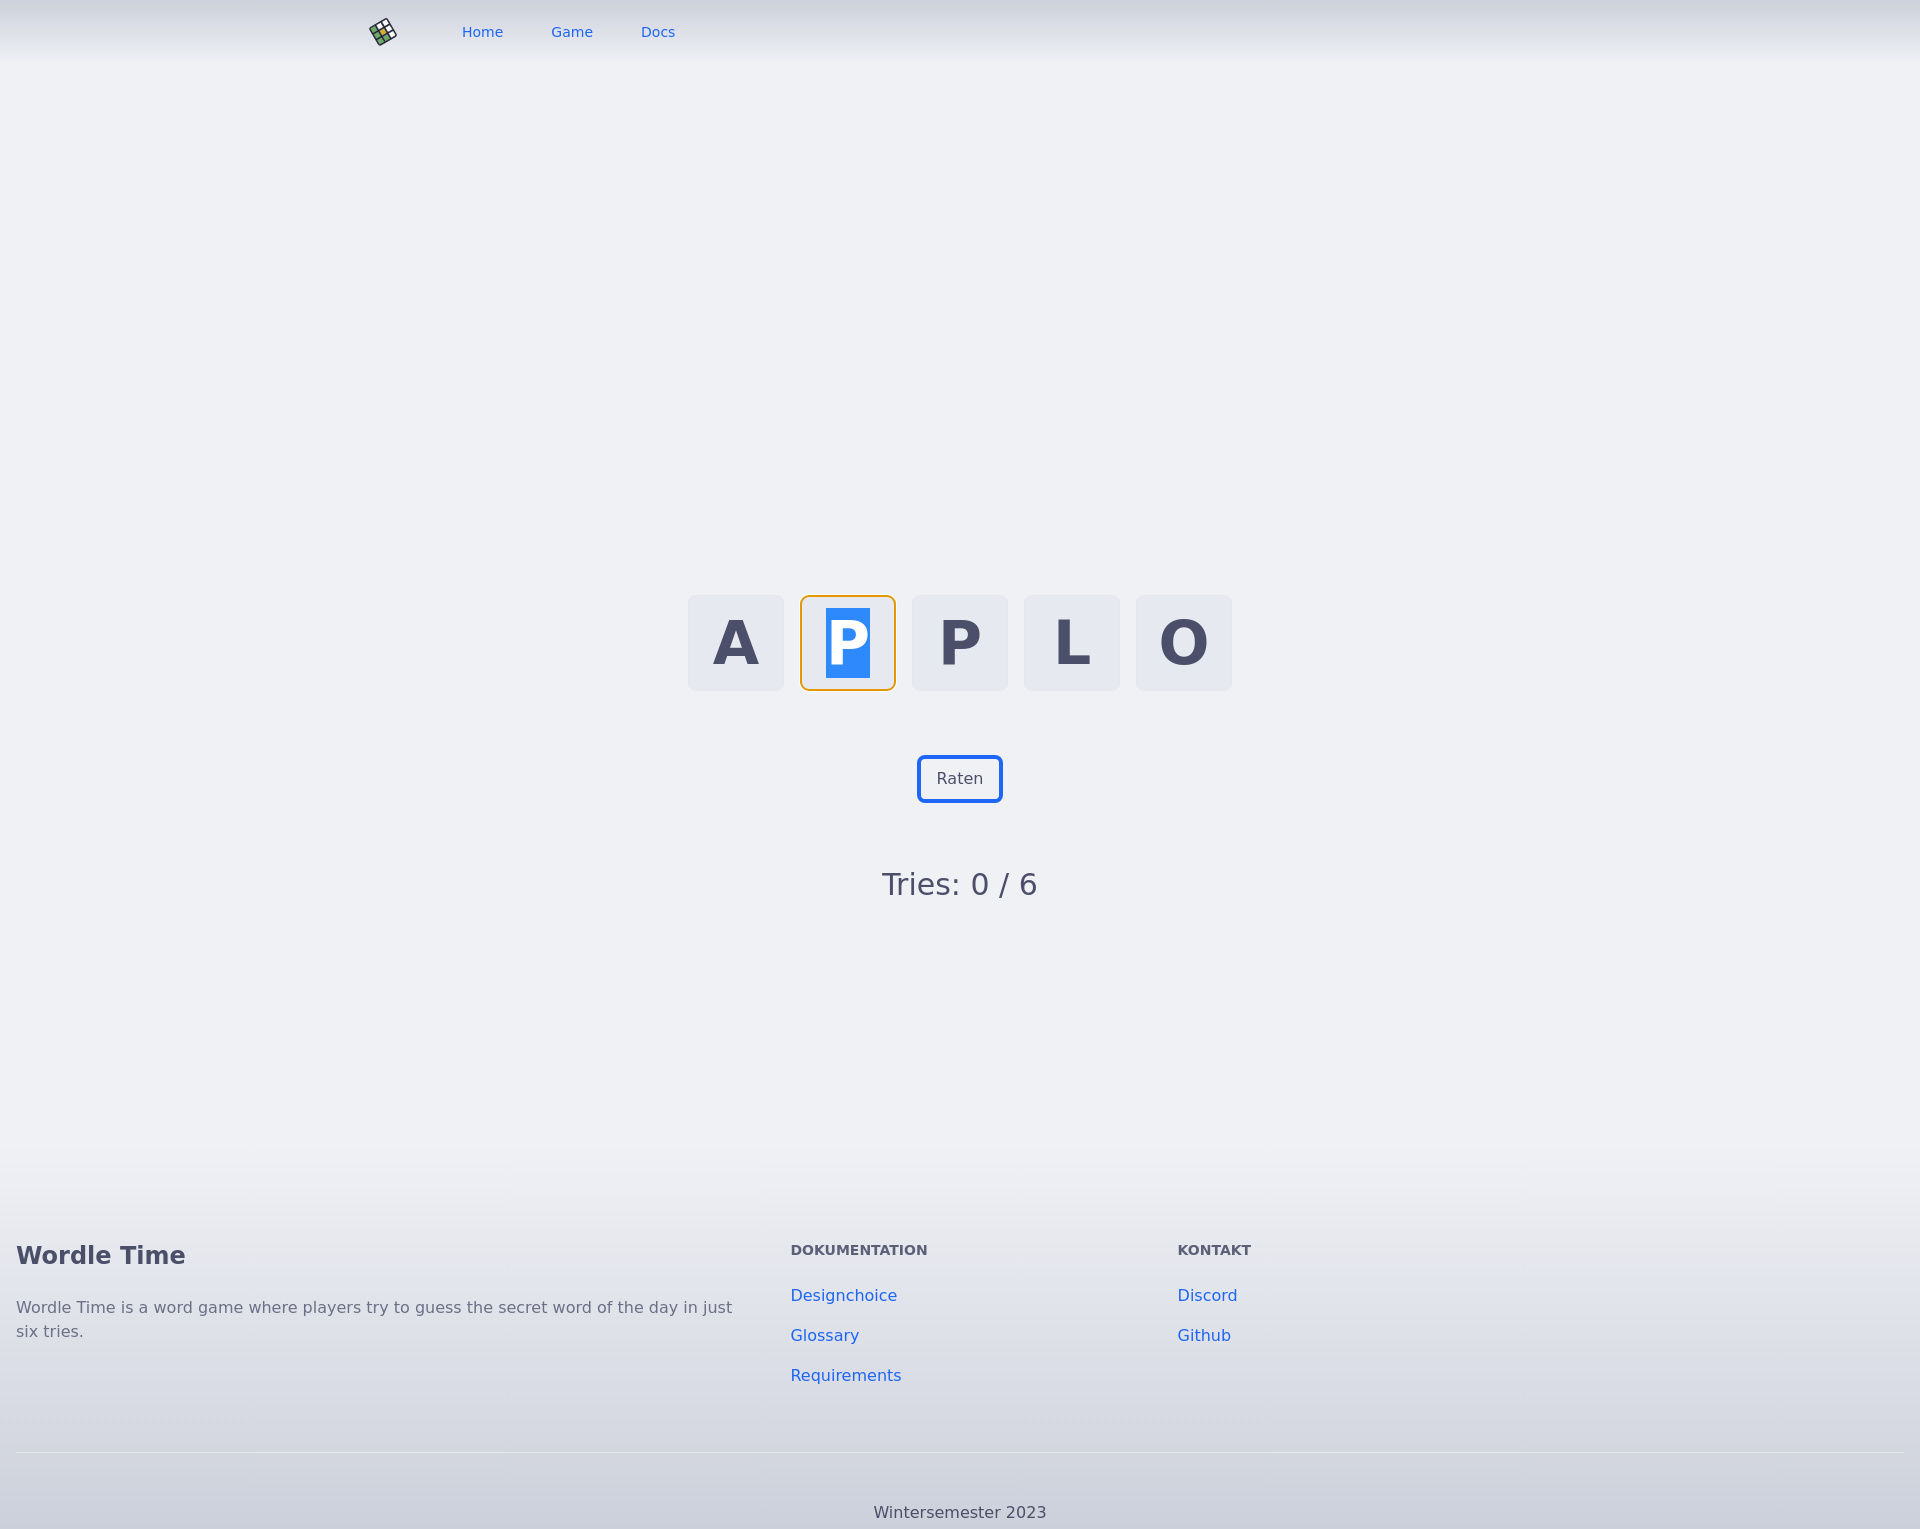 Home Game Docs
A P P L O
Raten
Tries: 0 / 6
Wordle Time
Wordle Time is a word game where players try to guess the secret word of the day in just
six tries.
DOKUMENTATION
Designchoice
Glossary
Requirements
KONTAKT
Discord
Github
Wintersemester 2023